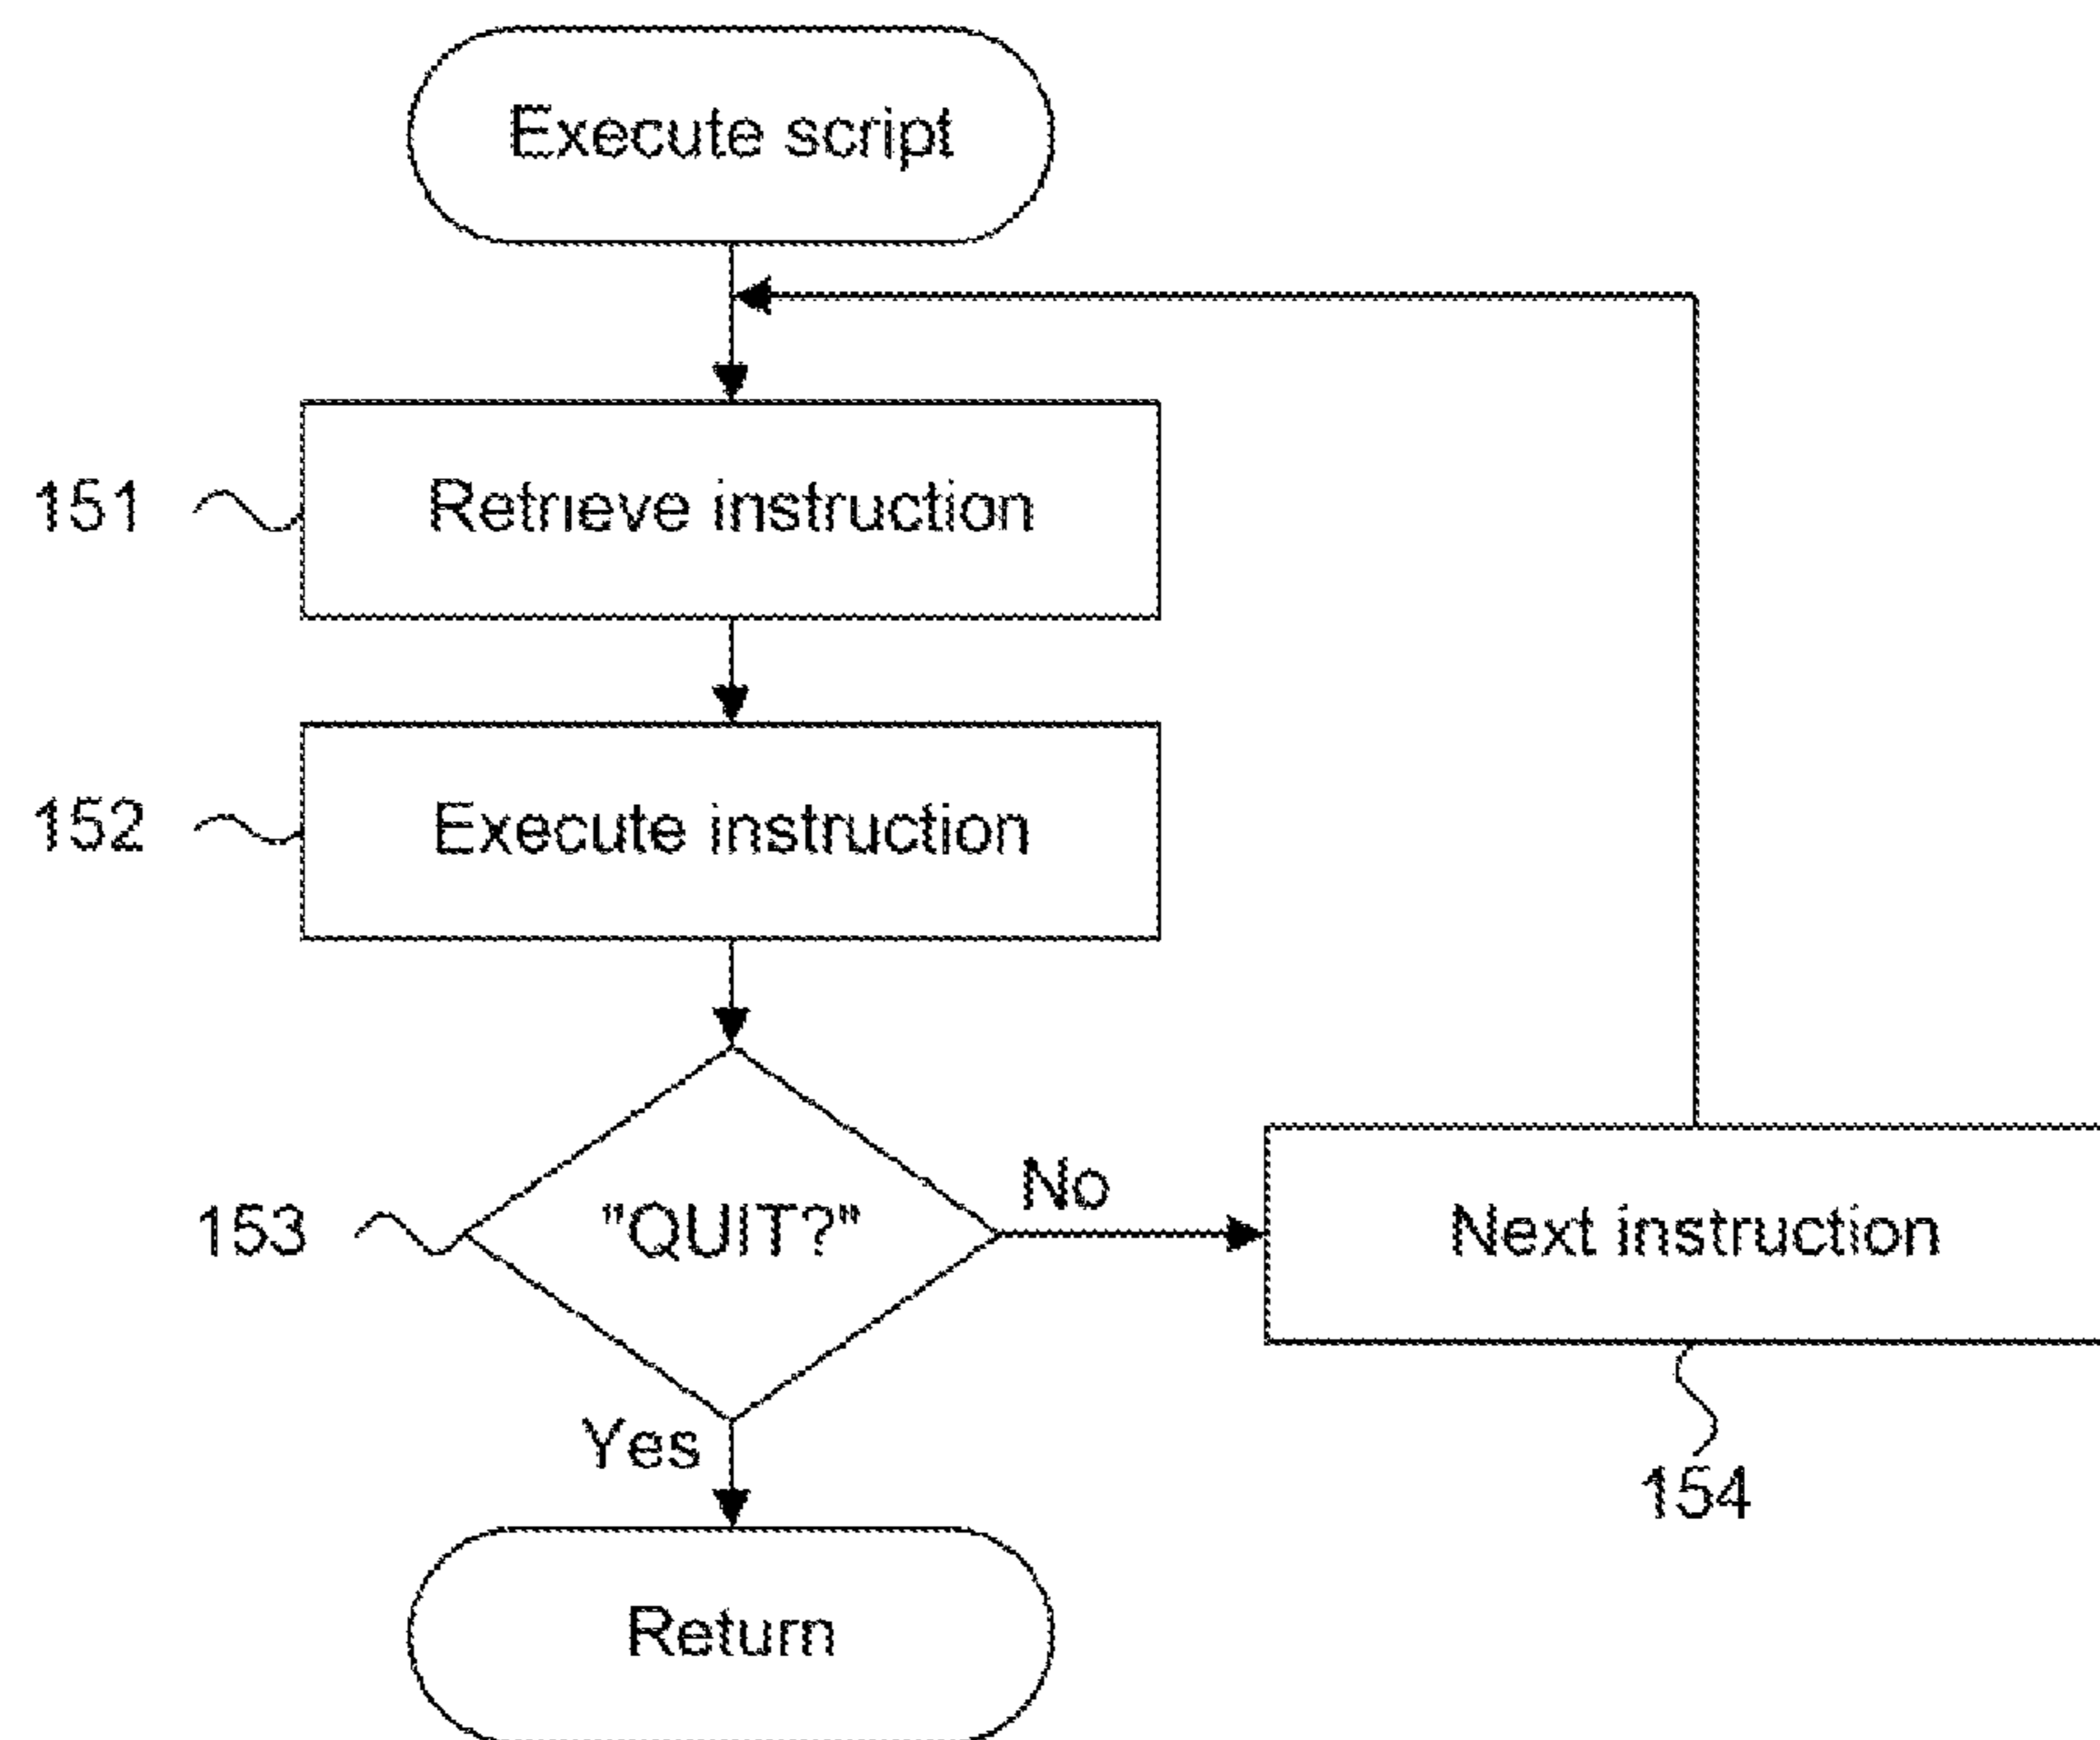 Execute script
151
Retrieve instruction
152
Execute instruction
153
"QUIT?"
No
Next instruction
Yes
154
Return